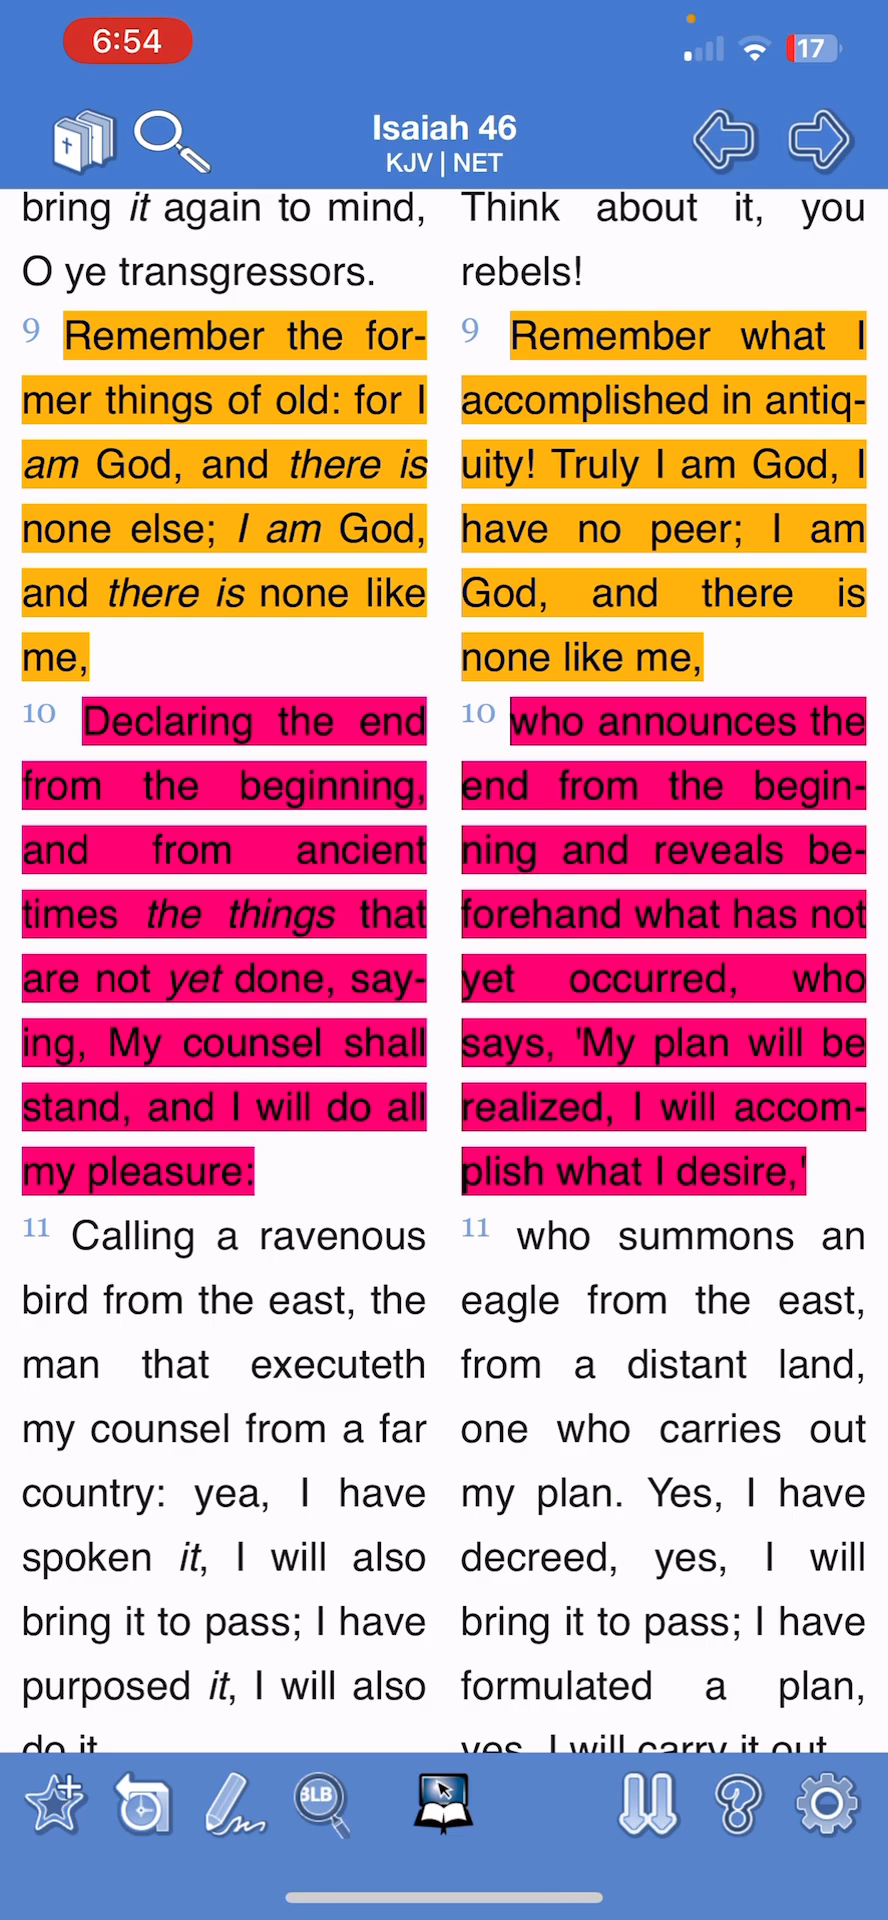 6:54
17
Isaiah 46
KJV | NET
bring it again to mind,
O ye transgressors.
9 Remember the for-
mer things of old: for I
am God, and there is
none else; I am God,
and there is none like
me,
10 Declaring the end
from the beginning,
and from ancient
times the things that
are not yet done, say-
ing, My counsel shall
stand, and I will do all
my pleasure:
11 Calling a ravenous
bird from the east, the
man that executeth
my counsel from a far
country: yea, I have
spoken it, I will also
bring it to pass; I have
purposed it, I will also
do it
Think about it, you
rebels!
9 Remember what I
accomplished in antiq-
uity! Truly I am God, I
have no peer; I am
God, and there is
none like me,
10 who announces the
end from the begin-
ning and reveals be-
forehand what has not
yet occurred, who
says, 'My plan will be
realized, I will accom-
plish what I desire,'
11 who summons an
eagle from the east,
from a distant land,
one who carries out
my plan. Yes, I have
decreed, yes, I will
bring it to pass; I have
formulated a plan,
yes, I will carry it out
BLB